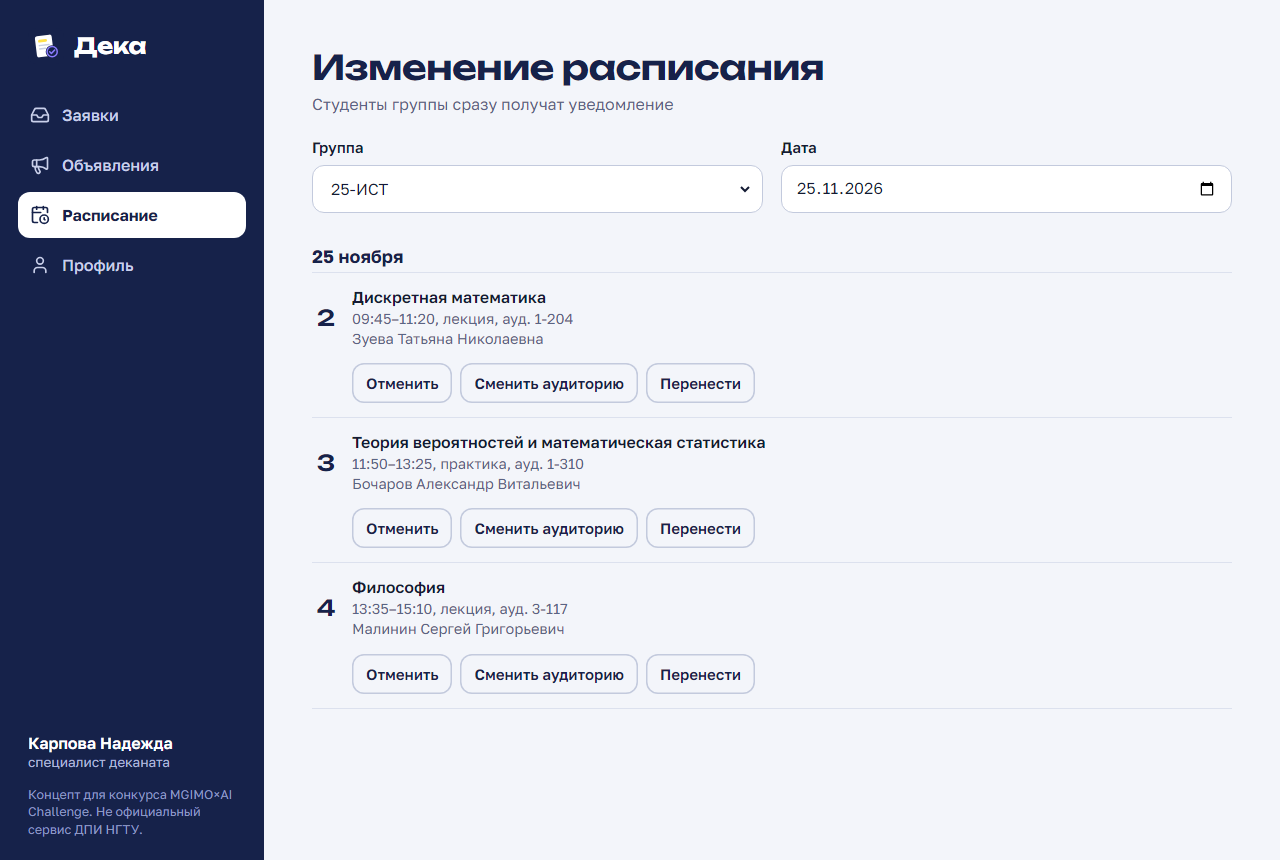 Дека
Заявки
Объявления
Расписание
Профиль
Карпова Надежда
специалист деканата
Концепт для конкурса MGIMO×AI
Challenge. Не официальный
сервис ДПИ НГТУ.
Изменение расписания
Студенты группы сразу получат уведомление
Группа
Дата
25-ИСТ
25.11.2026
25 ноября
2
Дискретная математика
09:45–11:20, лекция, ауд. 1-204
Зуева Татьяна Николаевна
Отменить
Сменить аудиторию
Перенести
3
Теория вероятностей и математическая статистика
11:50–13:25, практика, ауд. 1-310
Бочаров Александр Витальевич
Отменить
Сменить аудиторию
Перенести
4
Философия
13:35–15:10, лекция, ауд. 3-117
Малинин Сергей Григорьевич
Отменить
Сменить аудиторию
Перенести